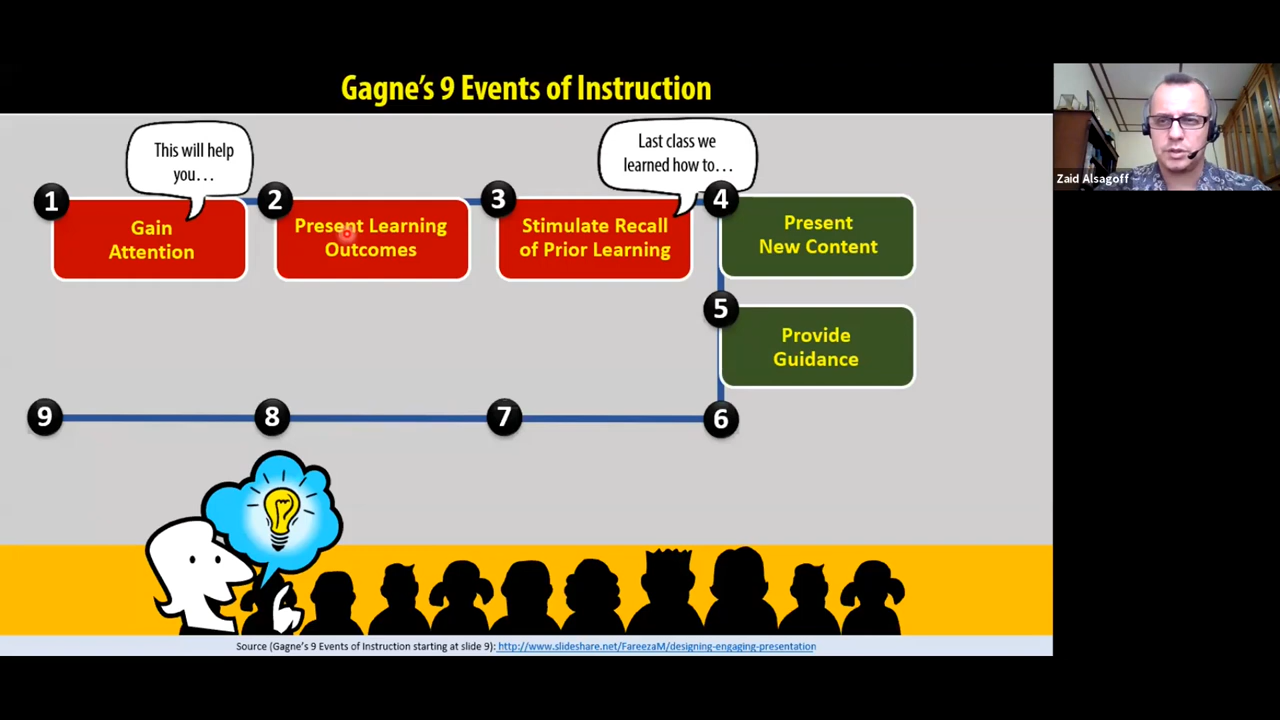 Gagne’s 9 Events of Instruction
This will help
you…
Last class we
learned how to…
1
Gain
Attention
2
Present Learning
Outcomes
3
Stimulate Recall
of Prior Learning
4
Present
New Content
5
Provide
Guidance
6
7
8
9
Source (Gagne’s 9 Events of Instruction starting at slide 9): http://www.slideshare.net/FareezaM/designing-engaging-presentation
Zaid Alsagoff